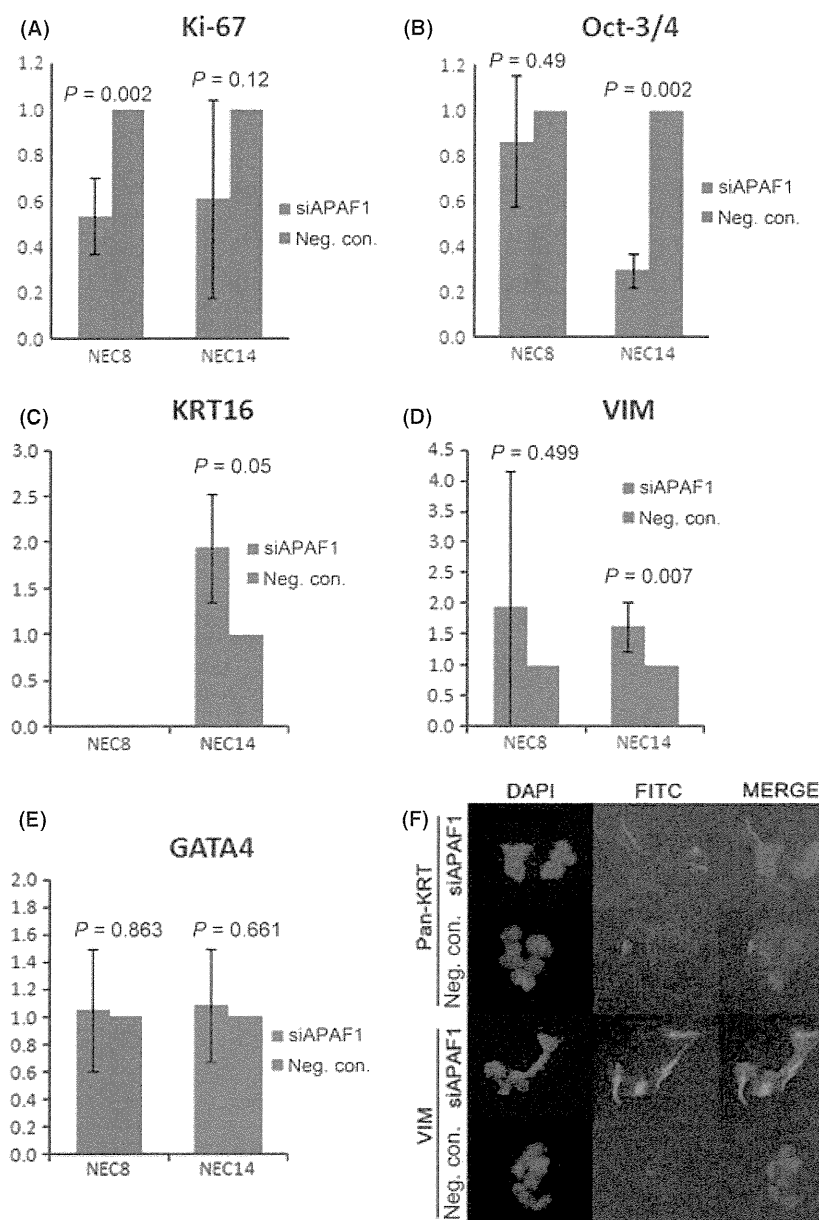 (A) Ki-67
1.2
1.0
0.8
0.6
0.4
0.2
0.0
P = 0.002
P = 0.12
siAPAF1
Neg. con.
NEC8 NEC14
(B) Oct-3/4
1.2
1.0
0.8
0.6
0.4
0.2
0.0
P = 0.49
P = 0.002
siAPAF1
Neg. con.
NEC8 NEC14
(C) KRT16
3.0
2.5
2.0
1.5
1.0
0.5
0.0
P = 0.05
siAPAF1
Neg. con.
NEC8 NEC14
(D) VIM
4.5
4.0
3.5
3.0
2.5
2.0
1.5
1.0
0.5
0.0
P = 0.499
siAPAF1
Neg. con.
P = 0.007
NEC8 NEC14
(E) GATA4
2.0
1.8
1.6
1.4
1.2
1.0
0.8
0.6
0.4
0.2
0.0
P = 0.863
P = 0.661
siAPAF1
Neg. con.
NEC8 NEC14
(F) DAPI FITC MERGE
Pan-KRT
siAPAF1
Neg. con.
VIM
siAPAF1
Neg. con.